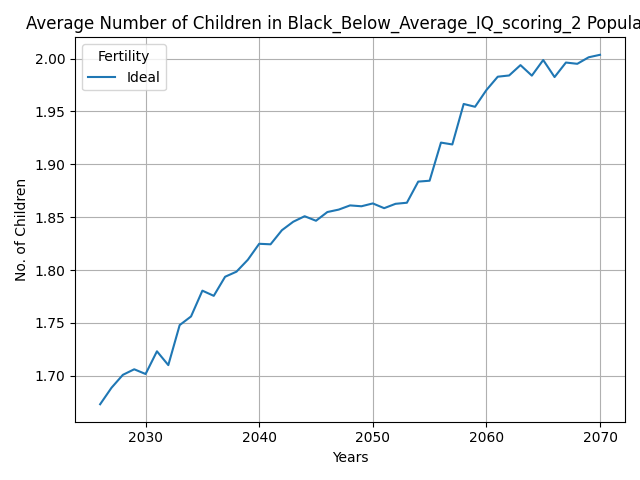 Average Number of Children in Black_Below_Average_IQ_scoring_2 Popula
Fertility
Ideal
No. of Children
2.00
1.95
1.90
1.85
1.80
1.75
1.70
2030 2040 2050 2060 2070
Years